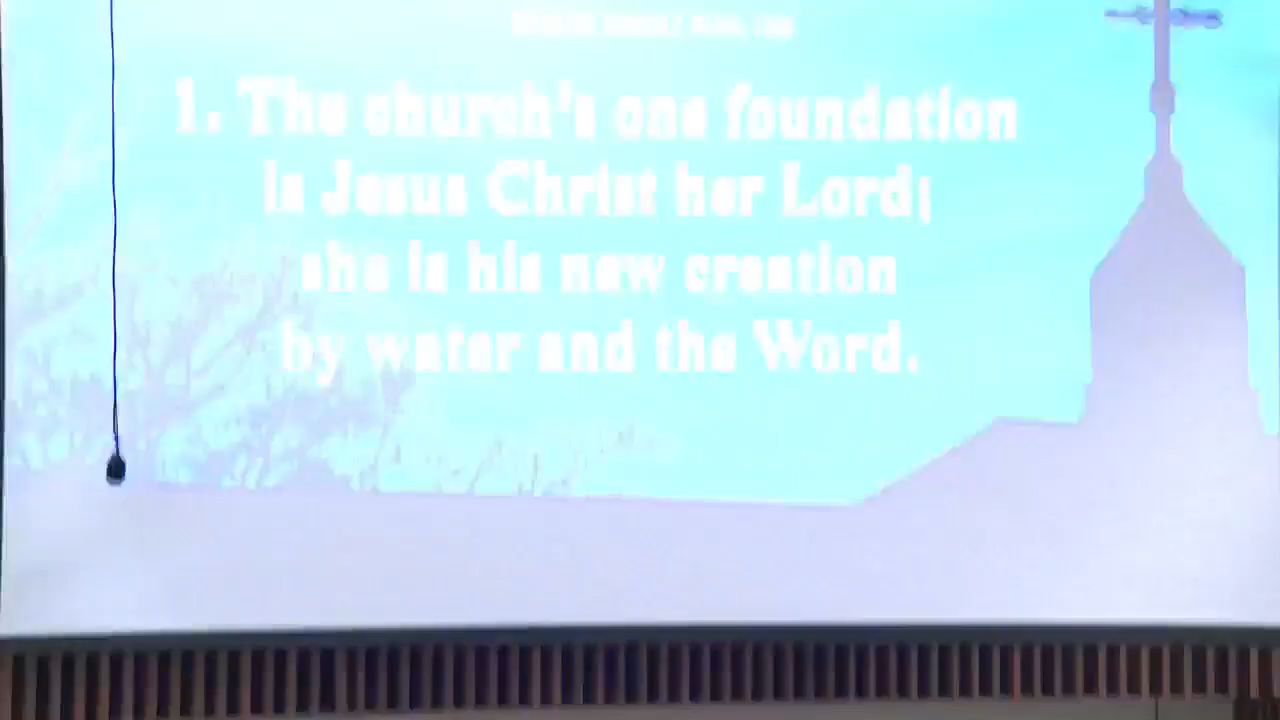 1. The church's one foundation
is Jesus Christ her Lord;
she is his new creation
by water and the Word.